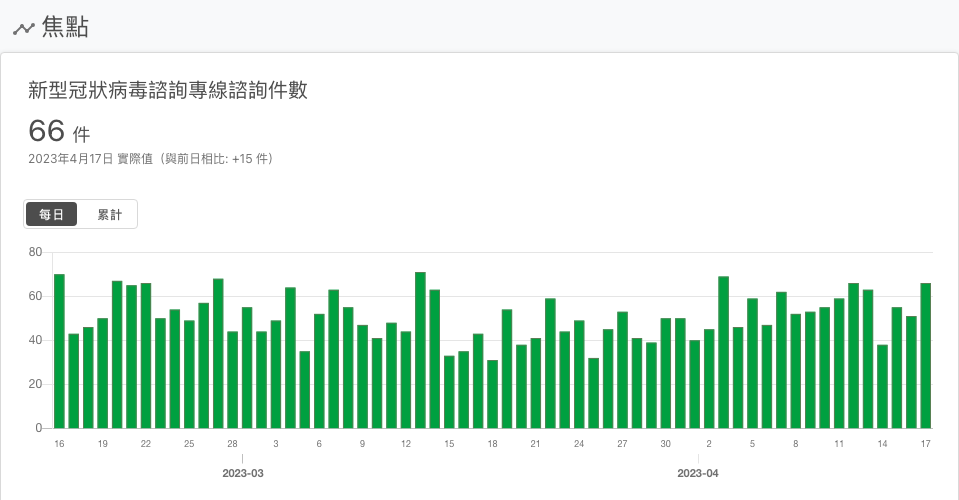 焦點
新型冠狀病毒諮詢專線諮詢件數
66 件
2023年4月17日 實際值（與前日相比: +15 件）
每日 累計
80
60
40
20
0
16 19 22 25 28 3 6 9 12 15 18 21 24 27 30 2 5 8 11 14 17
2023-03 2023-04